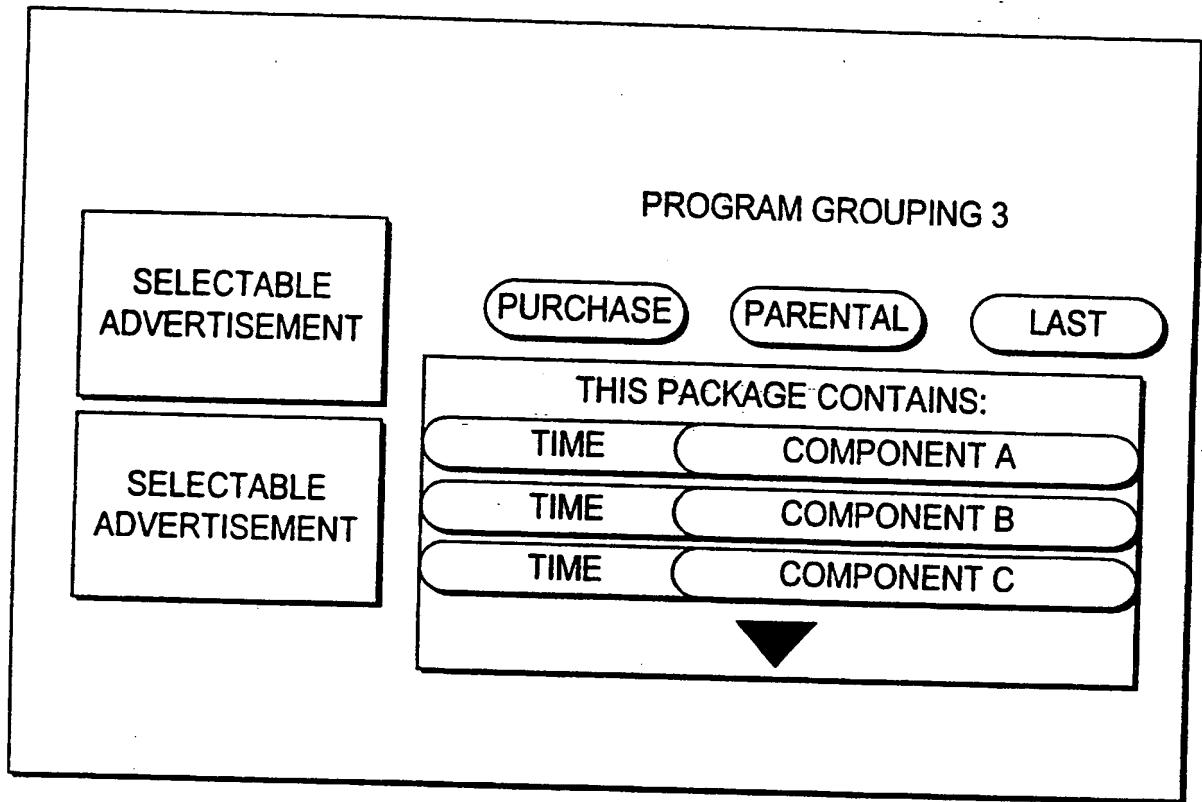 SELECTABLE
ADVERTISEMENT
SELECTABLE
ADVERTISEMENT
PROGRAM GROUPING 3
PURCHASE PARENTAL LAST
THIS PACKAGE CONTAINS:
TIME COMPONENT A
TIME COMPONENT B
TIME COMPONENT C